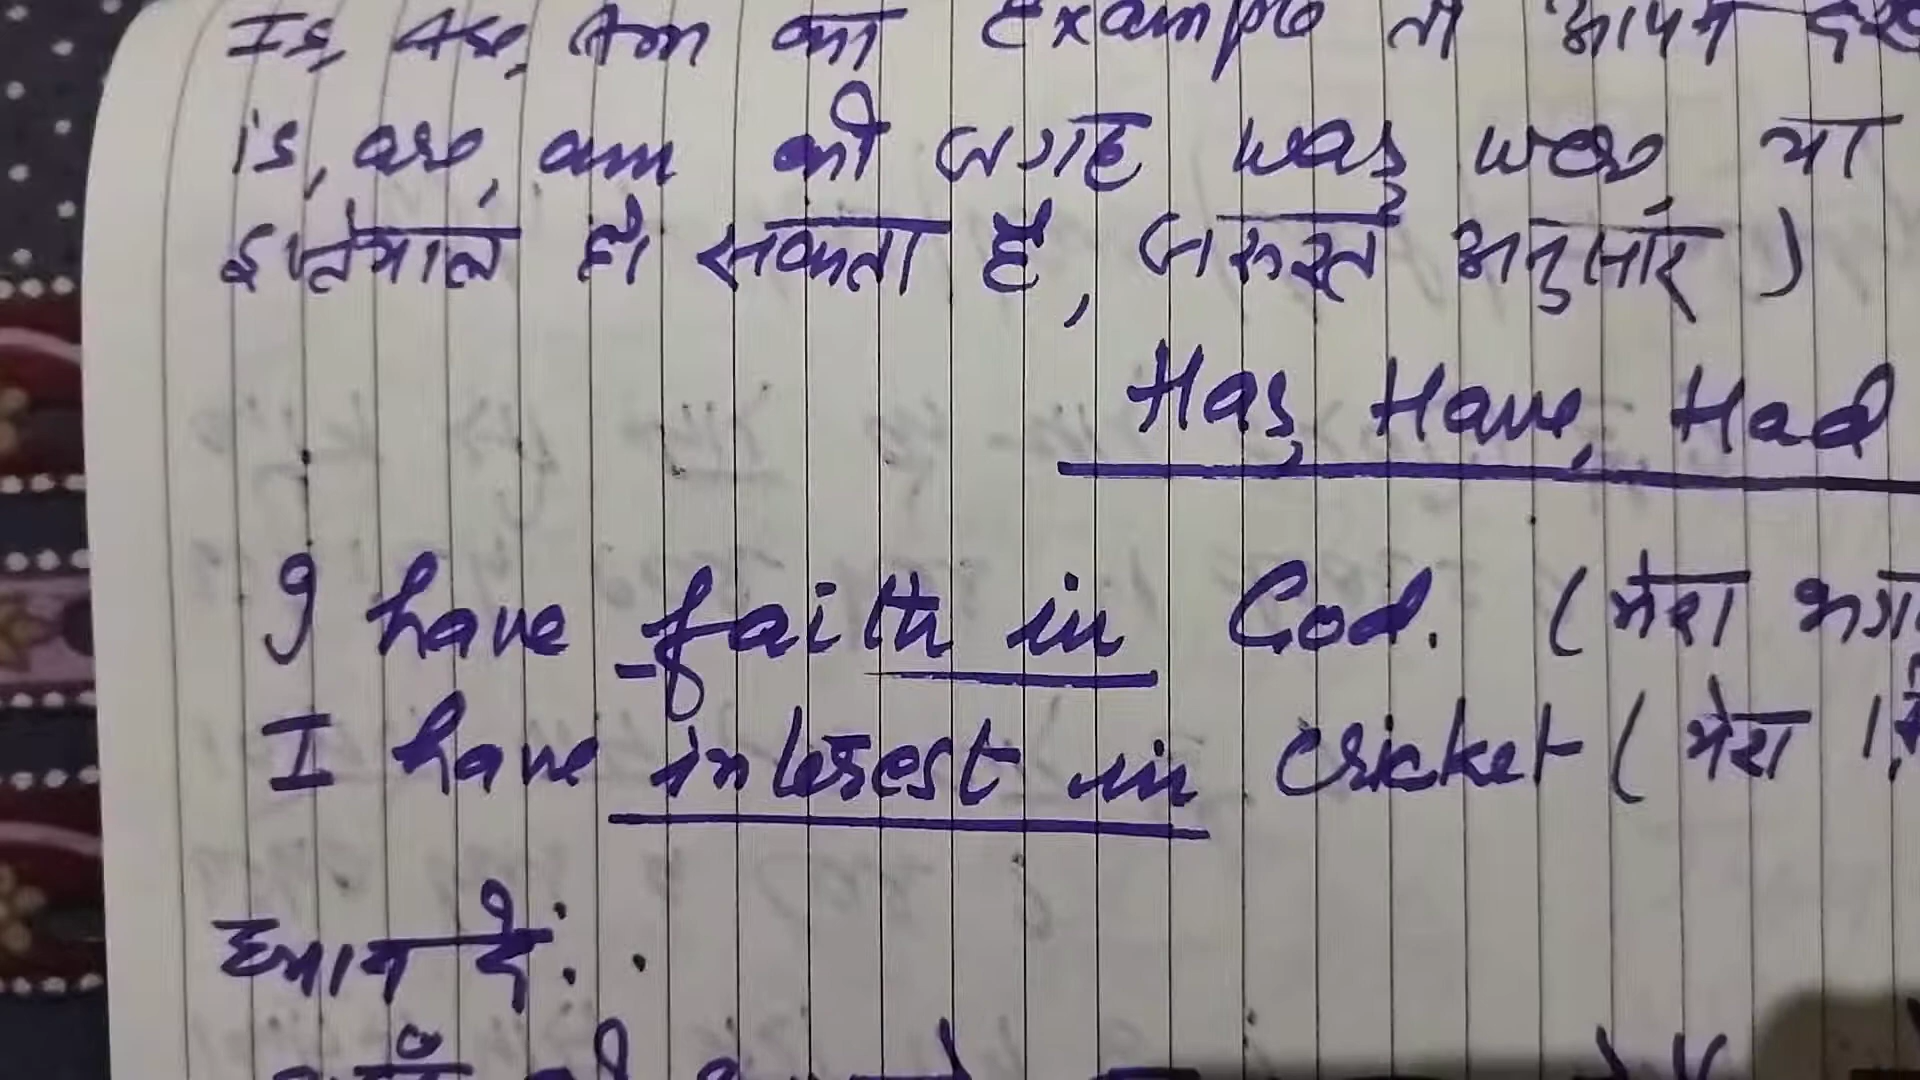 Is, Are, Am का Example तो आपने
is, are, am की जगह was, were, या
इस्तेमाल हो सकता है, जरूरत अनुसार)
Has, Have, Had
I have faith in God. (मेरा
I have interest in cricket (मेरा
ध्यान दें: